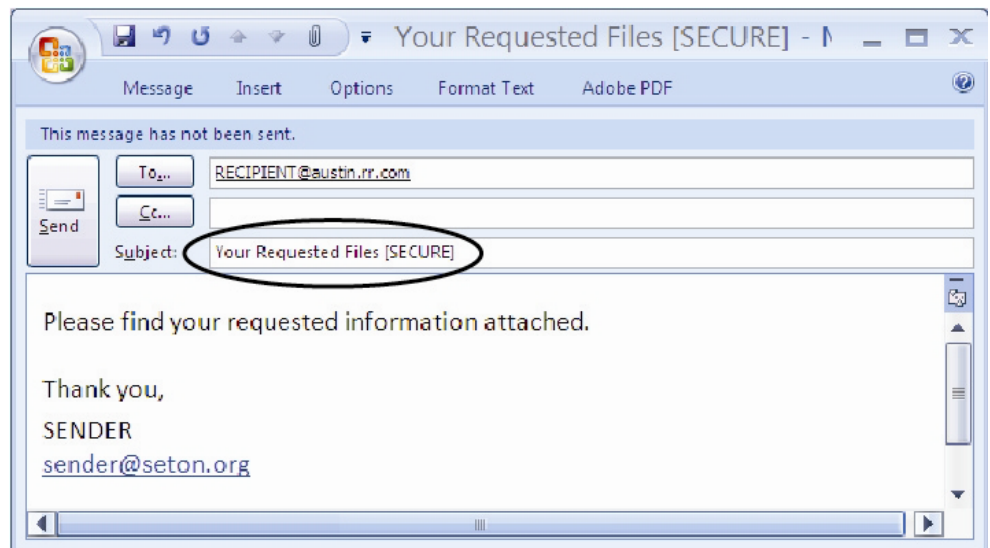 Your Requested Files [SECURE] -
Message Insert Options Format Text Adobe PDF
This message has not been sent.
To... RECIPIENT@austin.rr.com
Cc...
Send
Subject: Your Requested Files [SECURE]
Please find your requested information attached.
Thank you,
SENDER
sender@seton.org